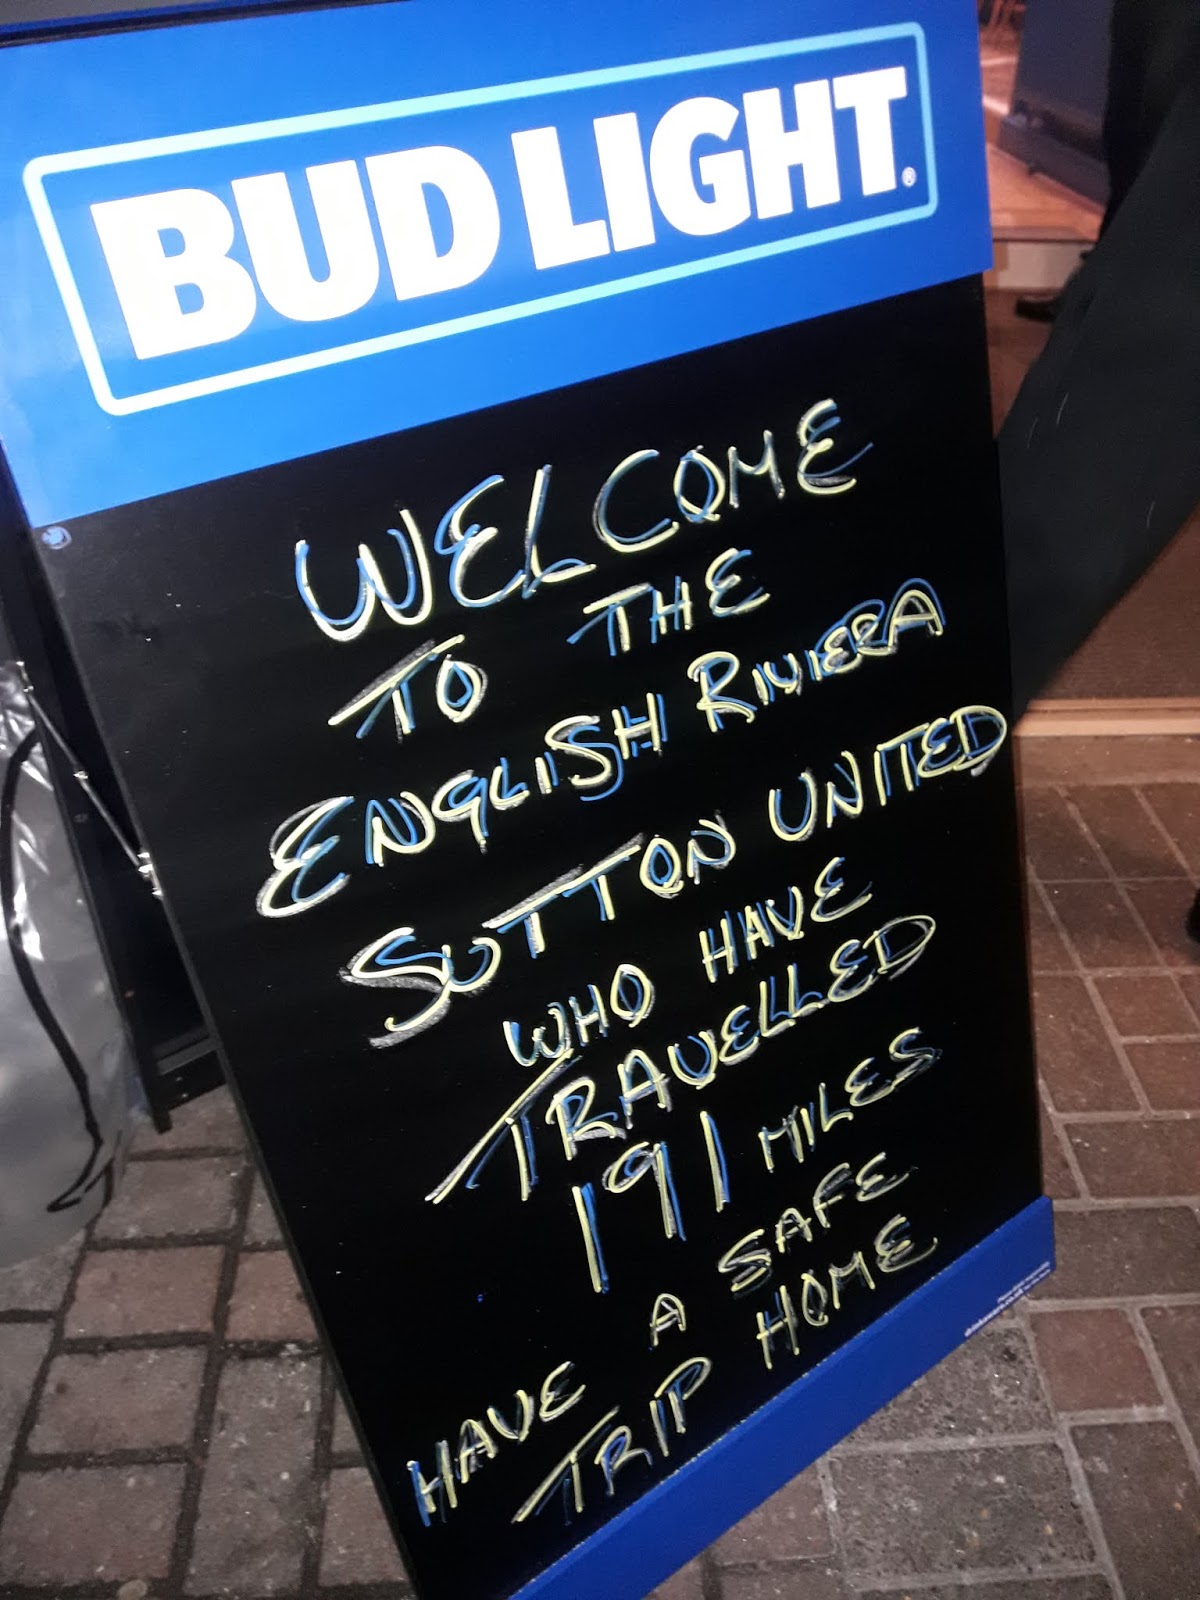 BUD LIGHT®
WELCOME
TO THE
ENGLISH RIVIERA
SUTTON UNITED
WHO HAVE
TRAVELLED
191 MILES
HAVE A SAFE
TRIP HOME